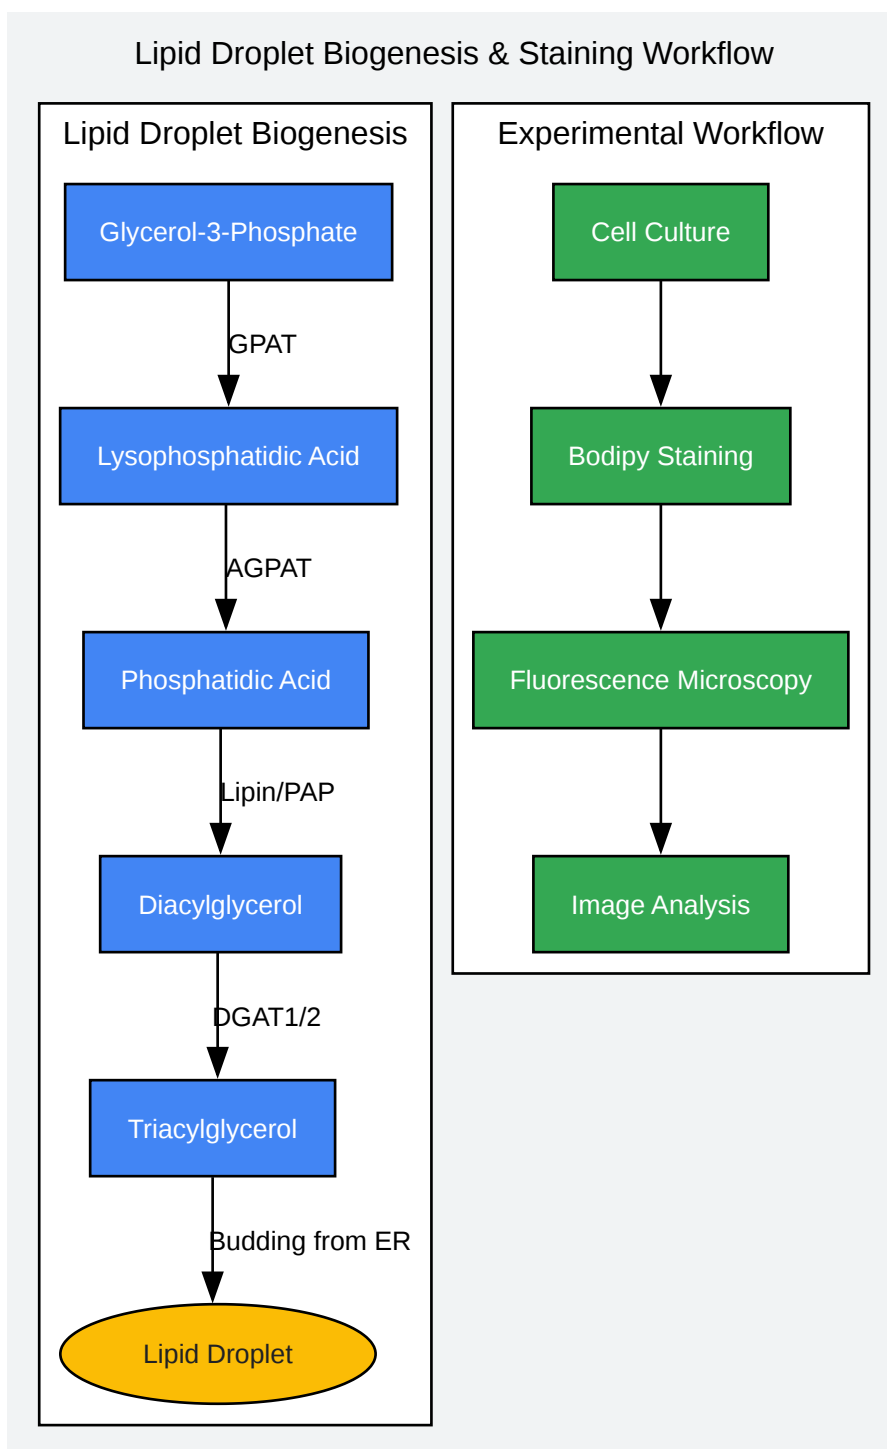 Lipid Droplet Biogenesis & Staining Workflow
Lipid Droplet Biogenesis
Glycerol-3-Phosphate
GPAT
Lysophosphatidic Acid
AGPAT
Phosphatidic Acid
Lipin/PAP
Diacylglycerol
DGAT1/2
Triacylglycerol
Budding from ER
Lipid Droplet
Experimental Workflow
Cell Culture
Bodipy Staining
Fluorescence Microscopy
Image Analysis